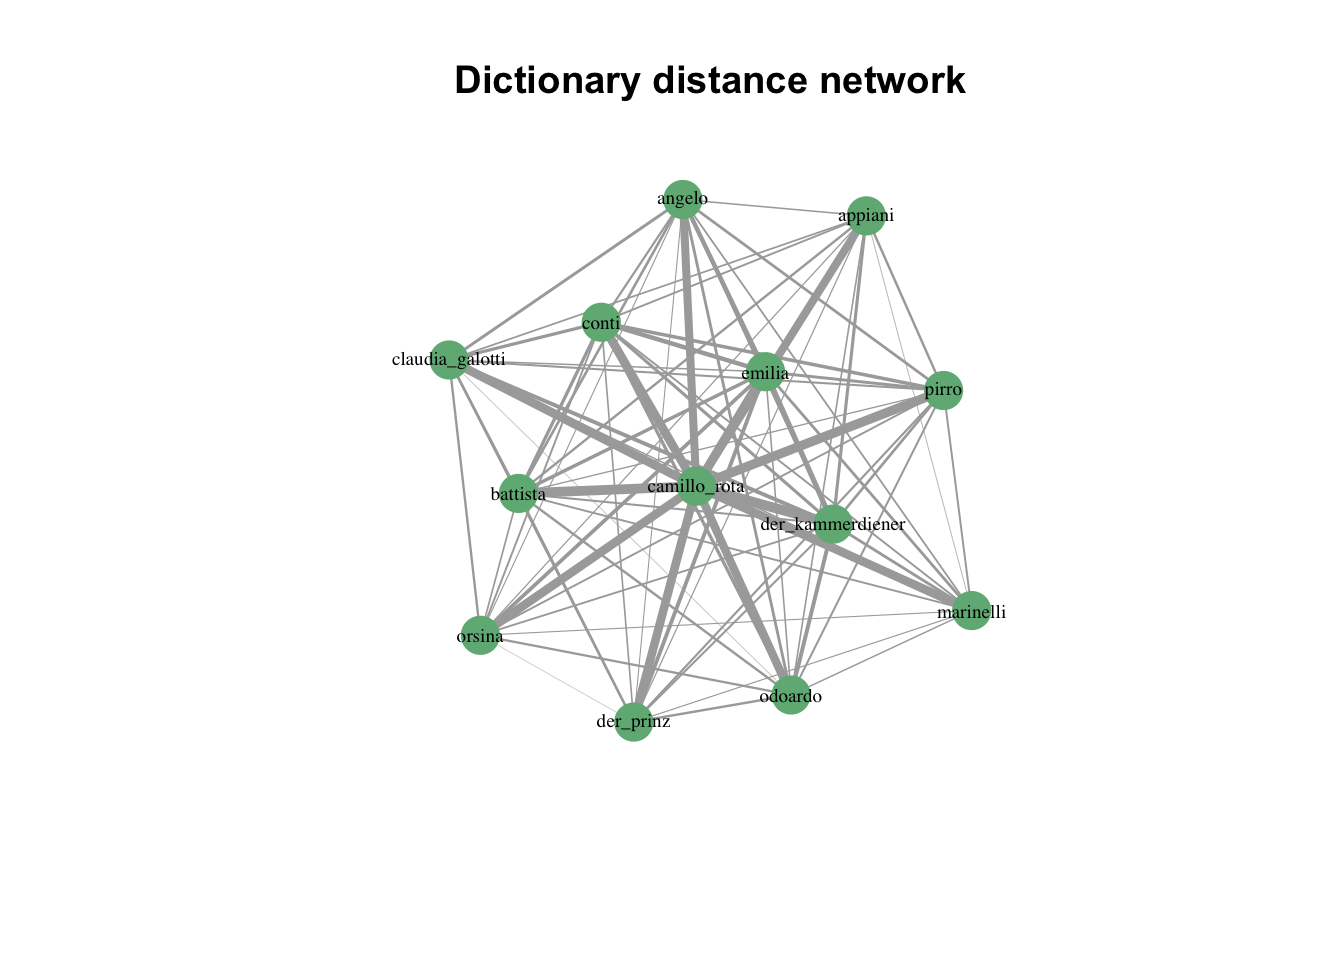 Dictionary distance network
angelo
appiani
conti
claudia_galotti
emilia
pirro
camillo_rota
battista
der_kammerdiener
marinelli
orsina
odoardo
der_prinz